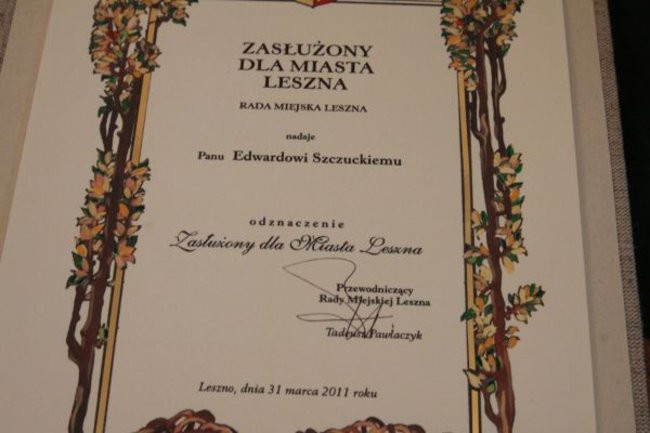 ZASŁUŻONY
DLA MIASTA
LESZNA
RADA MIEJSKA LESZNA
nadaje
Panu Edwardowi Szczuckiemu
odznaczenie
Zasłużony dla Miasta Leszna
Przewodniczący
Rady Miejskiej Leszna
Tadeusz Pawlaczyk
Leszno, dnia 31 marca 2011 roku